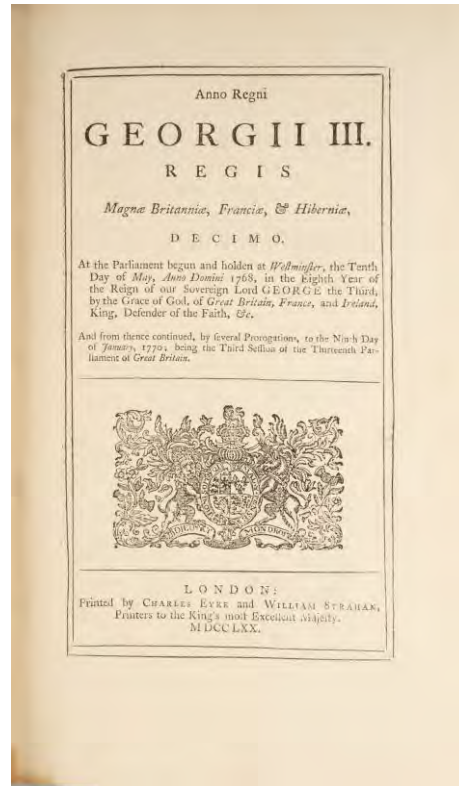 Anno Regni
GEORGII III.
REGIS
Magnæ Britanniæ, Franciæ, & Hiberniæ,
DECIMO.
At the Parliament begun and holden at Weſtminſter, the Tenth
Day of May, Anno Domini 1768, in the Eighth Year of
the Reign of our Sovereign Lord GEORGE the Third,
by the Grace of God, of Great Britain, France, and Ireland,
King, Defender of the Faith, &c.
And from thence continued, by ſeveral Prorogations, to the Ninth Day
of January, 1770; being the Third Seſſion of the Thirteenth Par-
liament of Great Britain.
LONDON:
Printed by CHARLES EYRE and WILLIAM STRAHAN,
Printers to the King's moſt Excellent Majeſty.
MDCCLXX.